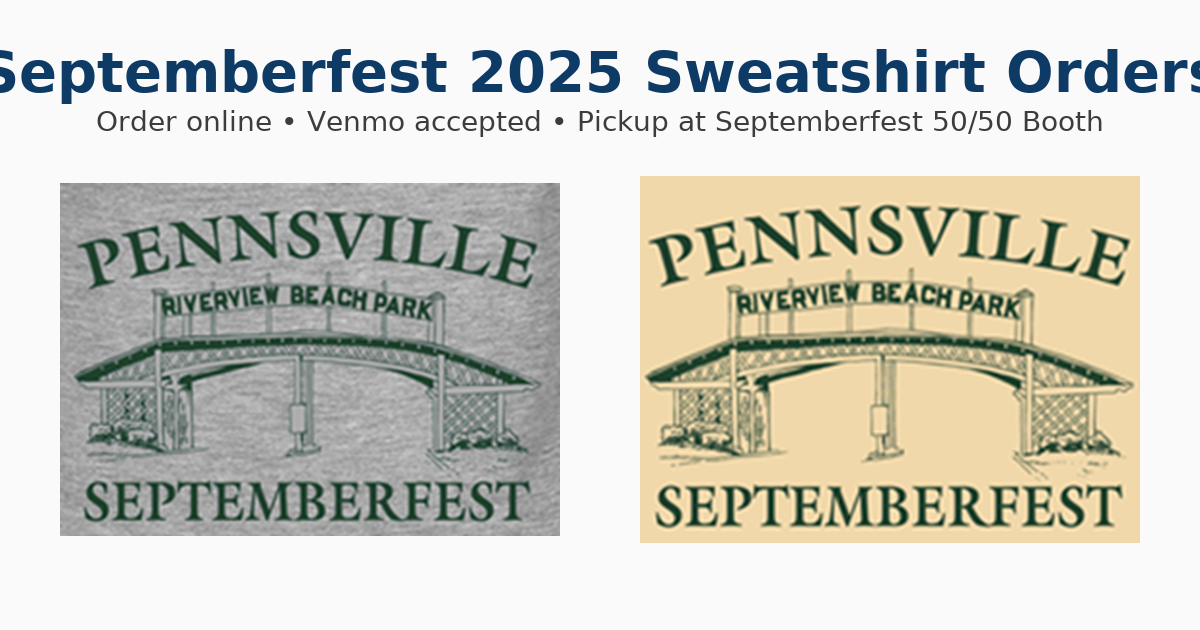 Septemberfest 2025 Sweatshirt Orders
Order online • Venmo accepted • Pickup at Septemberfest 50/50 Booth
PENNSVILLE
RIVERVIEW BEACH PARK
SEPTEMBERFEST
PENNSVILLE
RIVERVIEW BEACH PARK
SEPTEMBERFEST